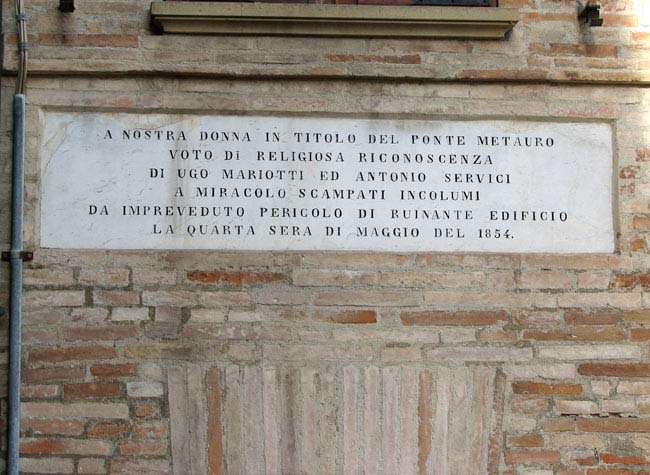 A NOSTRA DONNA IN TITOLO DEL PONTE METAURO
VOTO DI RELIGIOSA RICONOSCENZA
DI UGO MARIOTTI ED ANTONIO SERVICI
A MIRACOLO SCAMPATI INCOLUMI
DA IMPREVEDUTO PERICOLO DI RUINANTE EDIFICIO
LA QUARTA SERA DI MAGGIO DEL 1854.